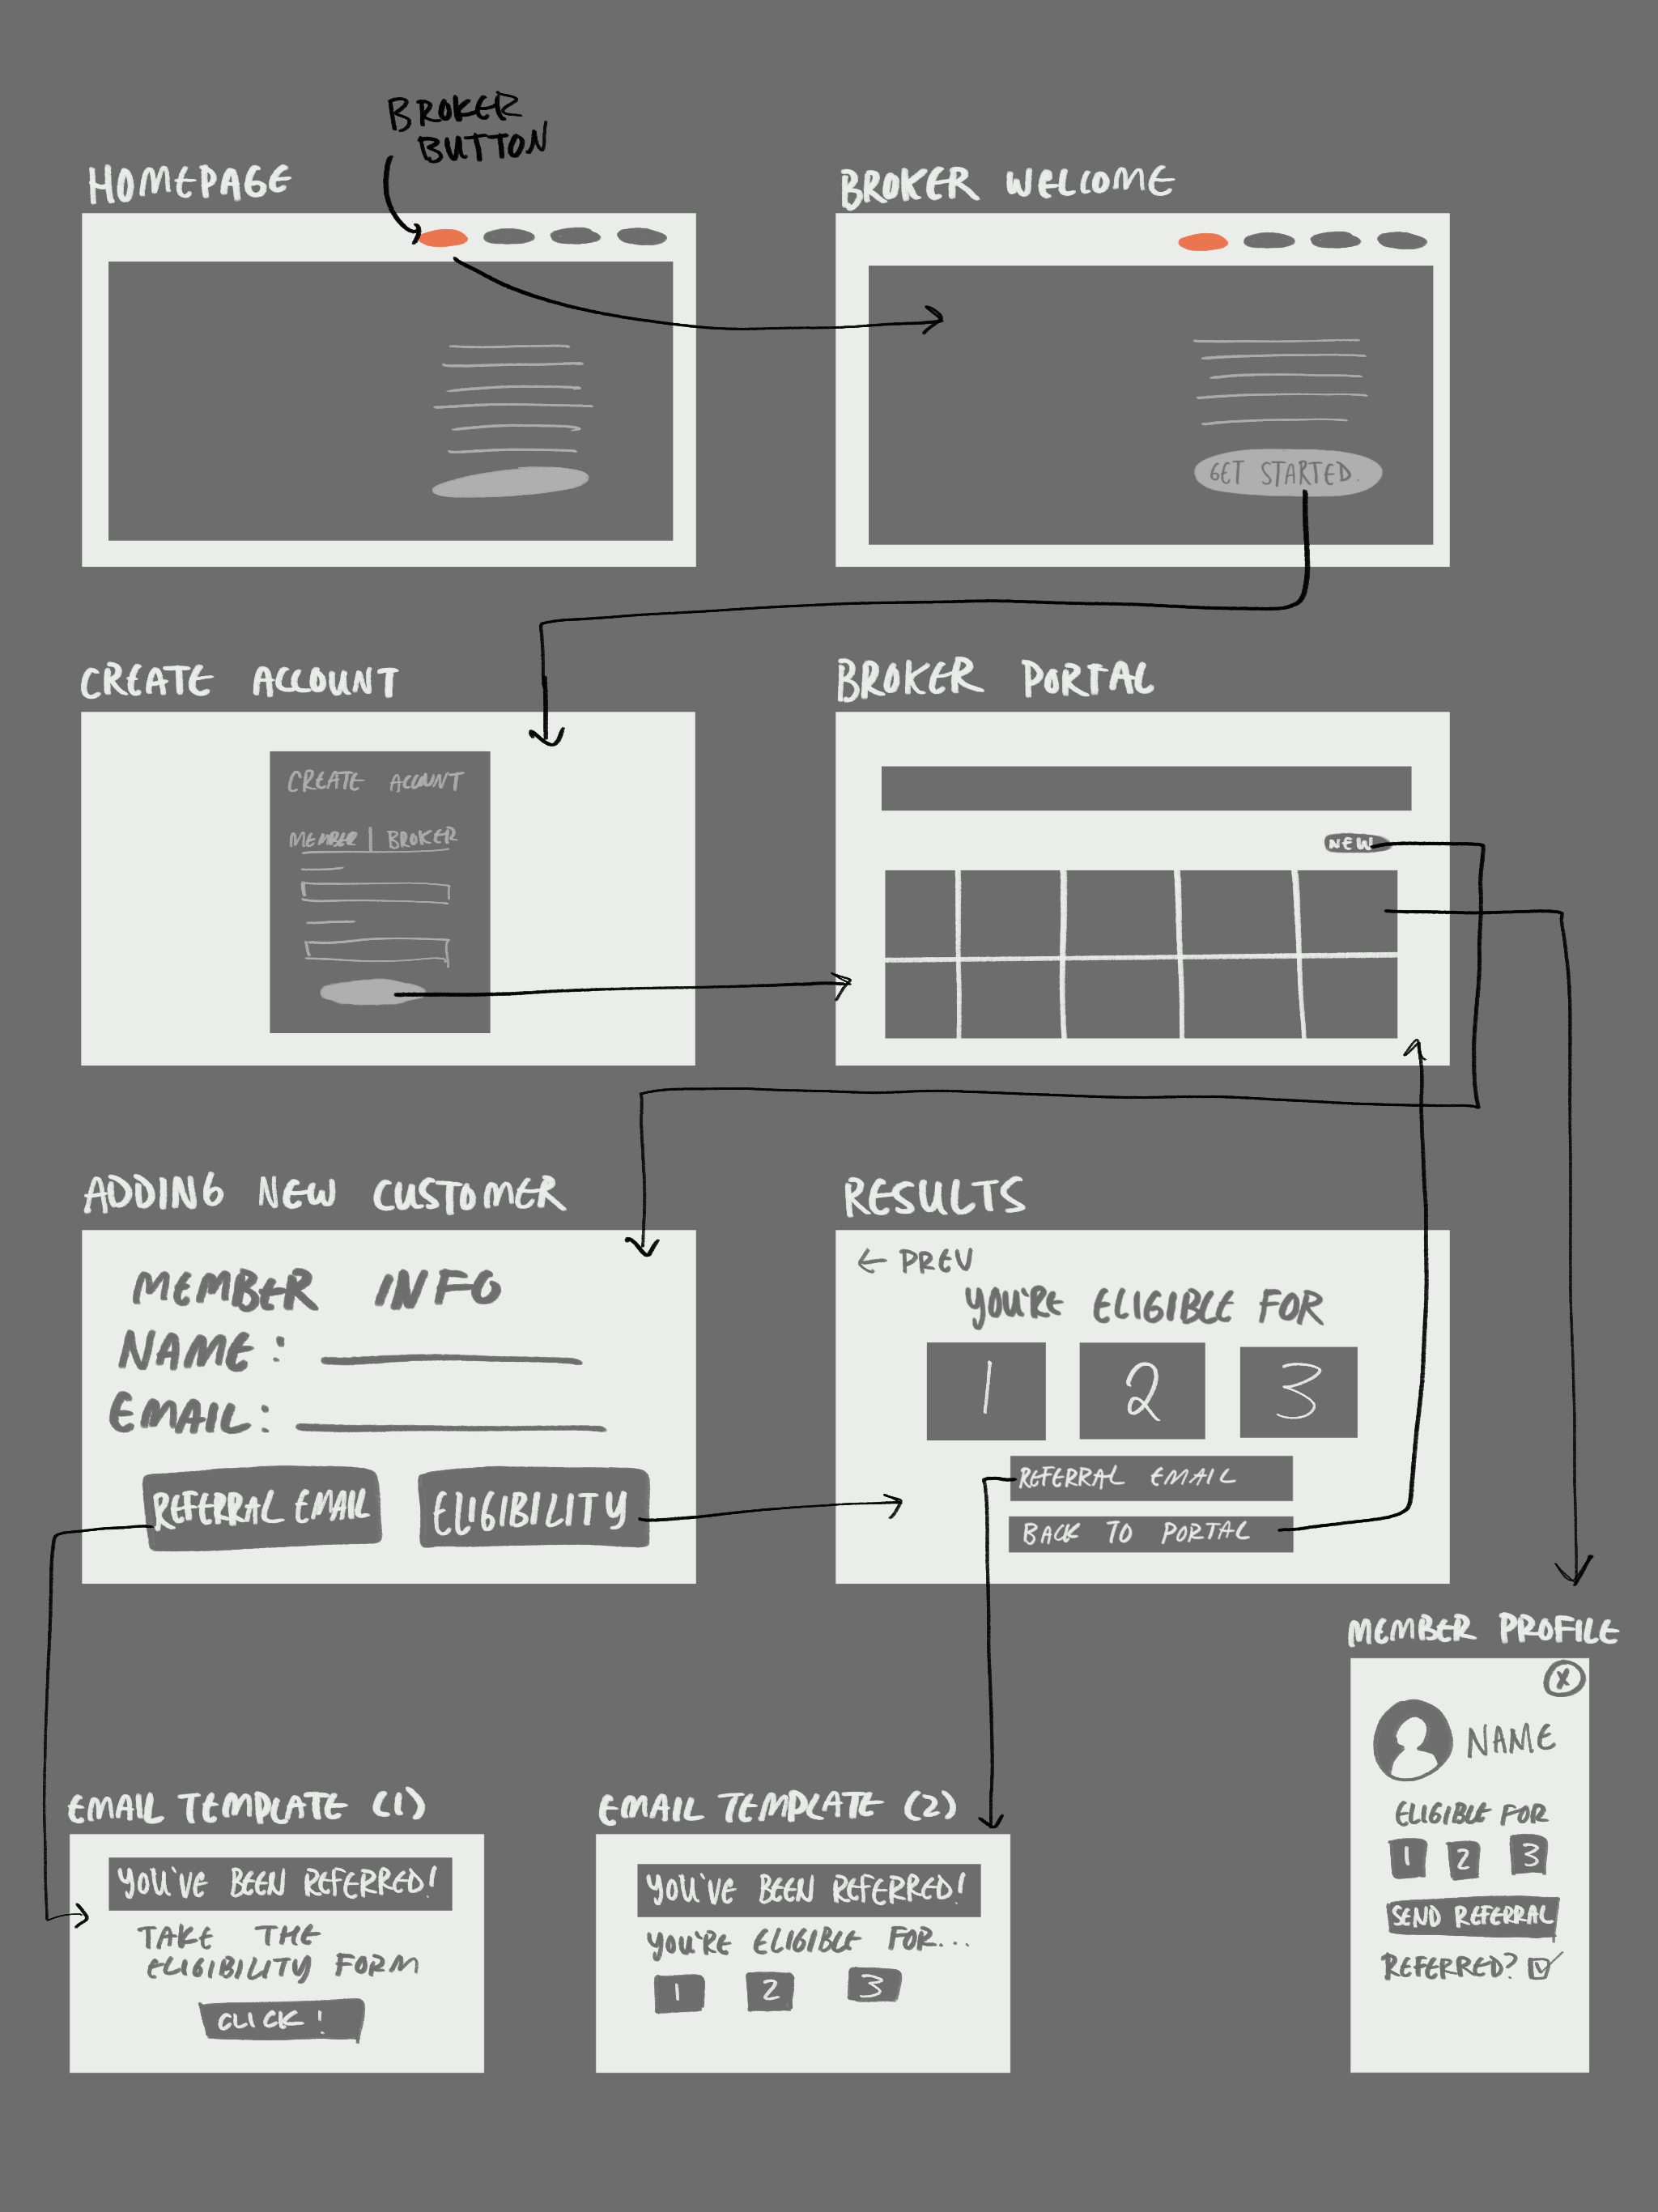 BROKER
BUTTON
HOMEPAGE
BROKER WELCOME
GET STARTED.
CREATE ACCOUNT
BROKER PORTAL
CREATE ACCOUNT
MEMBER | BROKER
NEW
ADDING NEW CUSTOMER
RESULTS
MEMBER INFO
NAME:
EMAIL:
REFERRAL EMAIL
ELIGIBILITY
← PREV
YOU'RE ELIGIBLE FOR
1 2 3
REFERRAL EMAIL
BACK TO PORTAL
MEMBER PROFILE
X
NAME
ELIGIBLE FOR
1 2 3
SEND REFERRAL
REFERRED?
EMAIL TEMPLATE (1)
YOU'VE BEEN REFERRED!
TAKE THE
ELIGIBILITY FORM
CLICK!
EMAIL TEMPLATE (2)
YOU'VE BEEN REFERRED!
YOU'RE ELIGIBLE FOR...
1 2 3